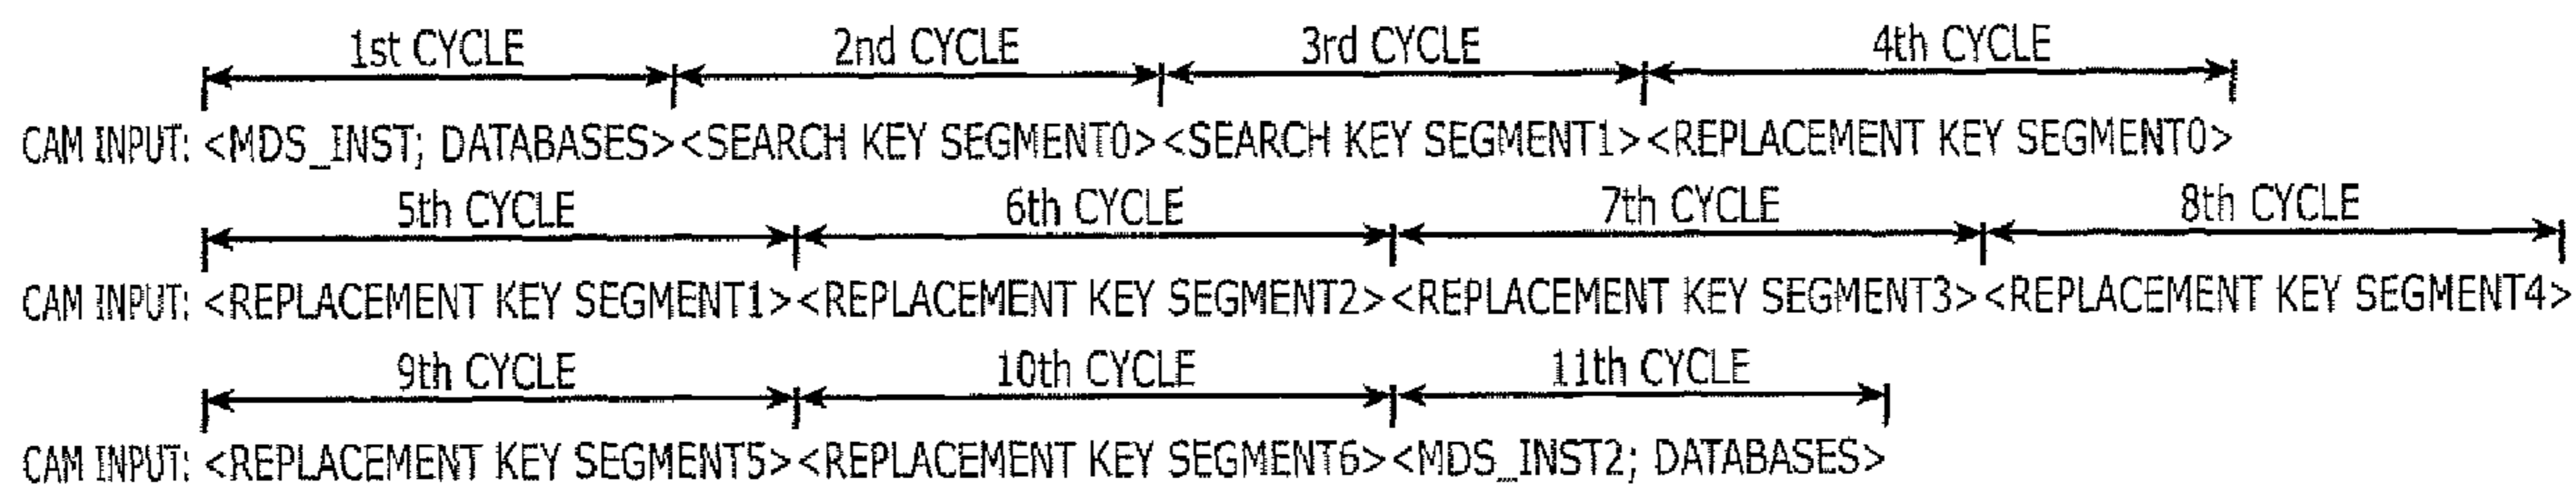 1st CYCLE 2nd CYCLE 3rd CYCLE 4th CYCLE
CAM INPUT: <MDS_INST; DATABASES><SEARCH KEY SEGMENT0><SEARCH KEY SEGMENT1><REPLACEMENT KEY SEGMENT0>
5th CYCLE 6th CYCLE 7th CYCLE 8th CYCLE
CAM INPUT: <REPLACEMENT KEY SEGMENT1><REPLACEMENT KEY SEGMENT2><REPLACEMENT KEY SEGMENT3><REPLACEMENT KEY SEGMENT4>
9th CYCLE 10th CYCLE 11th CYCLE
CAM INPUT: <REPLACEMENT KEY SEGMENT5><REPLACEMENT KEY SEGMENT6><MDS_INST2; DATABASES>